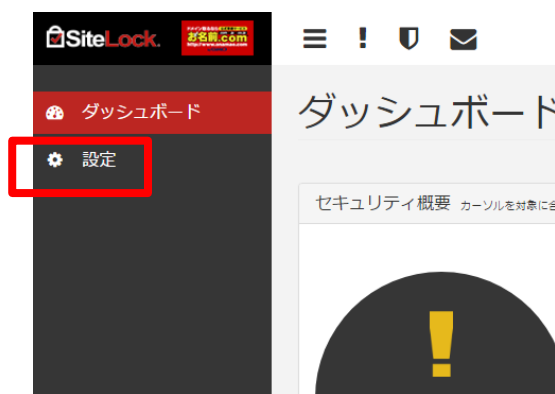 SiteLock.
お名前.com
ダッシュボード
設定
ダッシュボード
セキュリティ概要 カーソルを対象に合